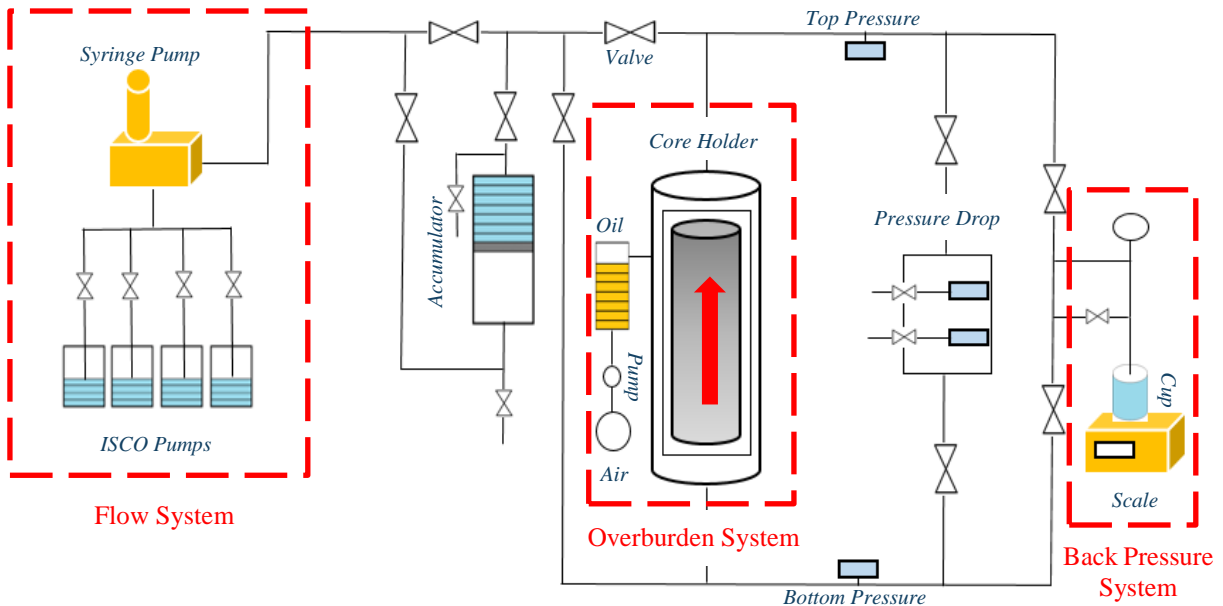 Syringe Pump
ISCO Pumps
Flow System
Valve
Top Pressure
Accumulator
Core Holder
Oil
Pump
Air
Overburden System
Pressure Drop
Bottom Pressure
Cup
Scale
Back Pressure
System